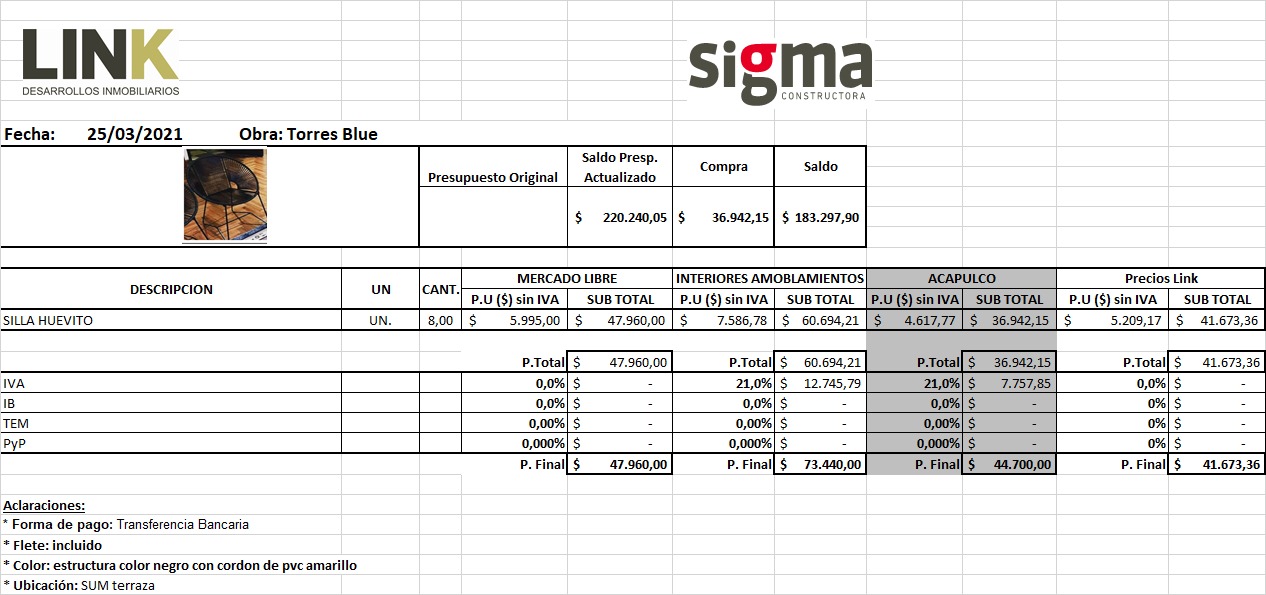 LINK
DESARROLLOS INMOBILIARIOS
sigma
CONSTRUCTORA
Fecha: 25/03/2021 Obra: Torres Blue
Presupuesto Original Saldo Presp. Actualizado Compra Saldo
$ 220.240,05 $ 36.942,15 $ 183.297,90
DESCRIPCION UN CANT. MERCADO LIBRE INTERIORES AMOBLAMIENTOS ACAPULCO Precios Link
P.U ($) sin IVA SUB TOTAL P.U ($) sin IVA SUB TOTAL P.U ($) sin IVA SUB TOTAL P.U ($) sin IVA SUB TOTAL
SILLA HUEVITO UN. 8,00 $ 5.995,00 $ 47.960,00 $ 7.586,78 $ 60.694,21 $ 4.617,77 $ 36.942,15 $ 5.209,17 $ 41.673,36
P.Total $ 47.960,00 P.Total $ 60.694,21 P.Total $ 36.942,15 P.Total $ 41.673,36
IVA 0,0% $ - 21,0% $ 12.745,79 21,0% $ 7.757,85 0,0% $ -
IB 0,0% $ - 0,0% $ - 0,0% $ - 0% $ -
TEM 0,00% $ - 0,00% $ - 0,00% $ - 0% $ -
PyP 0,000% $ - 0,000% $ - 0,000% $ - 0% $ -
P. Final $ 47.960,00 P. Final $ 73.440,00 P. Final $ 44.700,00 P. Final $ 41.673,36
Aclaraciones:
* Forma de pago: Transferencia Bancaria
* Flete: incluido
* Color: estructura color negro con cordon de pvc amarillo
* Ubicación: SUM terraza